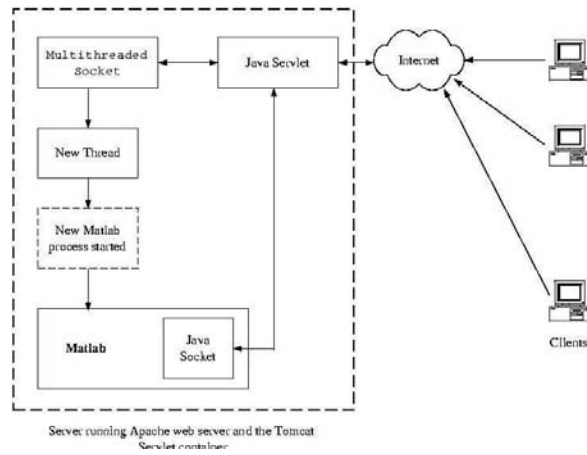 Multithreaded
Socket
Java Servlet
Internet
New Thread
New Matlab
process started
Matlab
Java
Socket
Clients
Server running Apache web server and the Tomcat
Servlet container